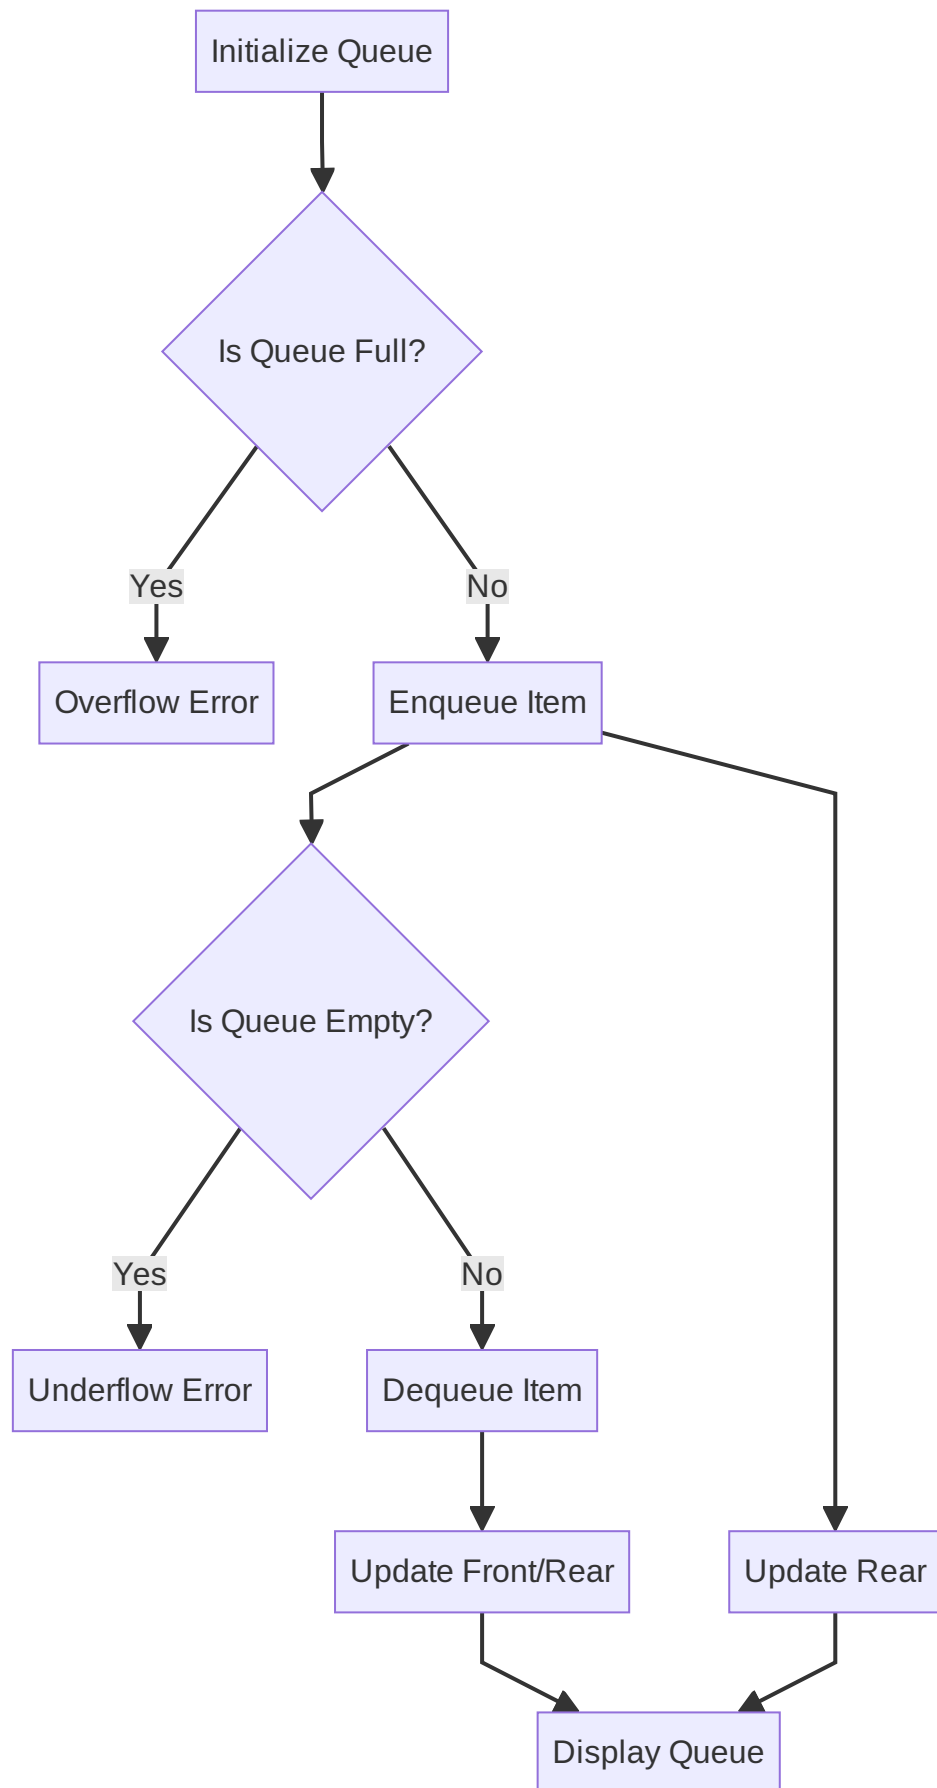 Initialize Queue
Is Queue Full?
Yes
No
Overflow Error
Enqueue Item
Is Queue Empty?
Yes
No
Underflow Error
Dequeue Item
Update Front/Rear
Update Rear
Display Queue